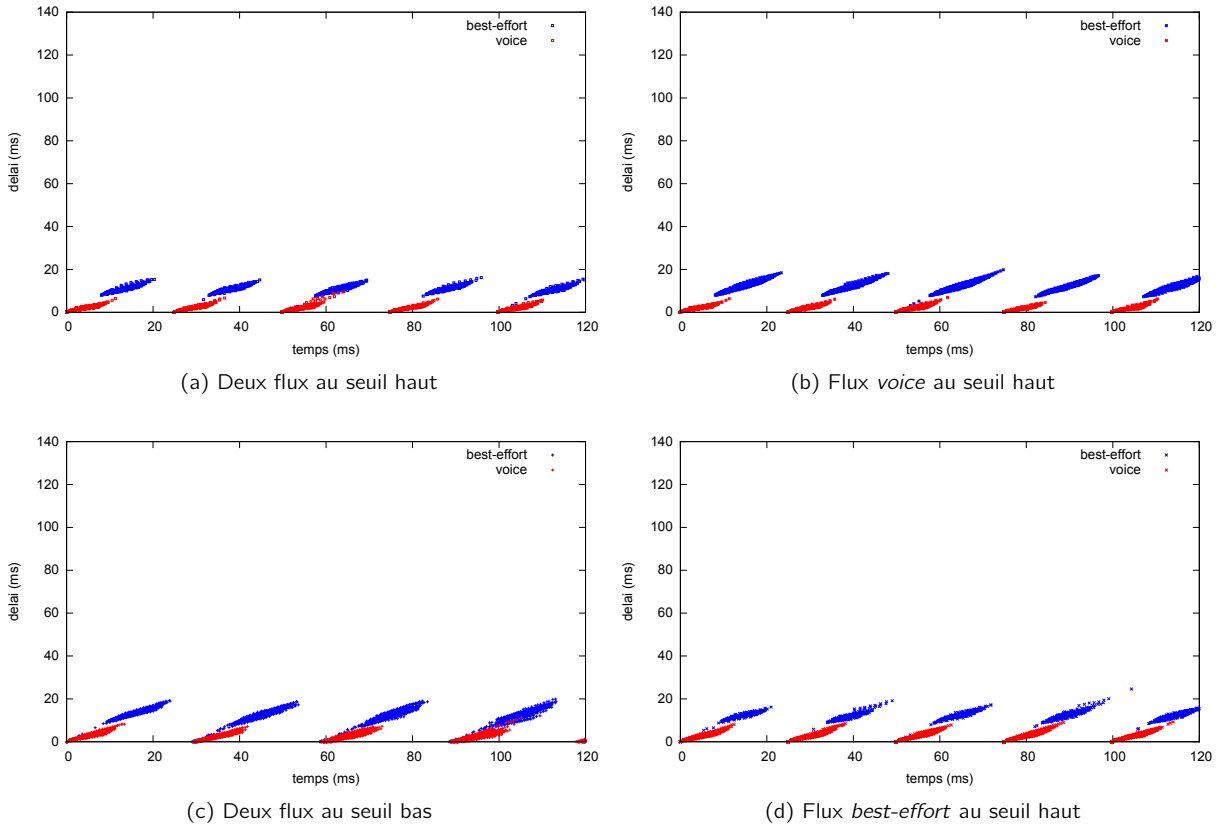 140
120
100
80
60
40
20
0
delai (ms)
best-effort
voice
0 20 40 60 80 100 120
temps (ms)
(a) Deux flux au seuil haut
140
120
100
80
60
40
20
0
delai (ms)
best-effort
voice
0 20 40 60 80 100 120
temps (ms)
(b) Flux voice au seuil haut
140
120
100
80
60
40
20
0
delai (ms)
best-effort
voice
0 20 40 60 80 100 120
temps (ms)
(c) Deux flux au seuil bas
140
120
100
80
60
40
20
0
delai (ms)
best-effort
voice
0 20 40 60 80 100 120
temps (ms)
(d) Flux best-effort au seuil haut